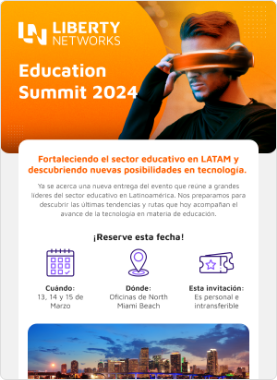 LIBERTY
NETWORKS
Education
Summit 2024
Fortaleciendo el sector educativo en LATAM y
descubriendo nuevas posibilidades en tecnología.
Ya se acerca una nueva entrega del evento que reúne a grandes
líderes del sector educativo en Latinoamérica. Nos preparamos para
descubrir las últimas tendencias y rutas que hoy acompañan el
avance de la tecnología en materia de educación.
¡Reserve esta fecha!
Cuándo:
13, 14 y 15 de
Marzo
Dónde:
Oficinas de North
Miami Beach
Esta invitación:
Es personal e
intransferible